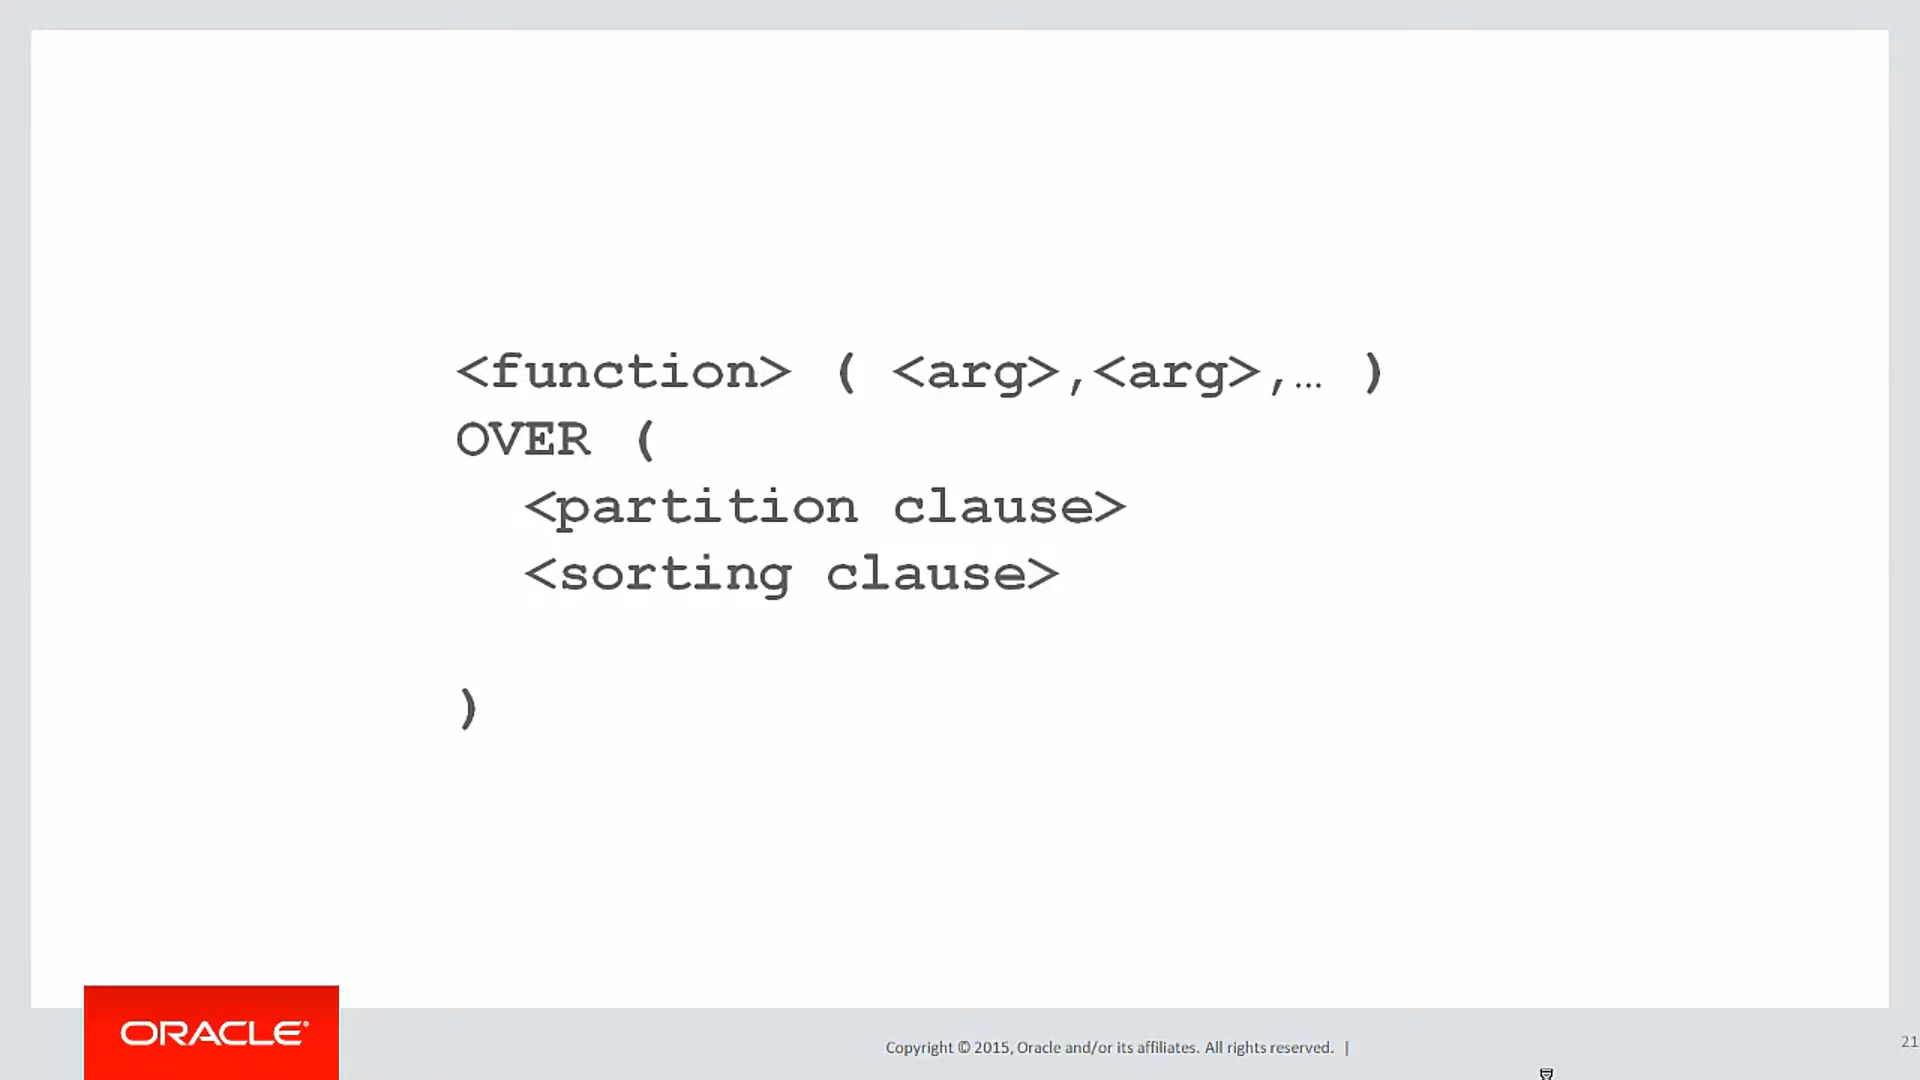 <function> ( <arg>,<arg>,… )
OVER (
<partition clause>
<sorting clause>
)
ORACLE®
Copyright © 2015, Oracle and/or its affiliates. All rights reserved. |
21